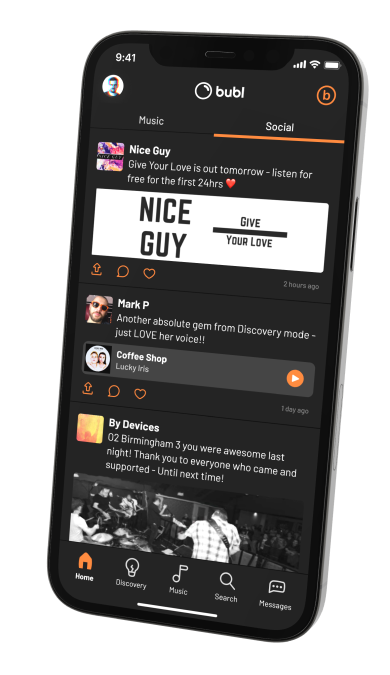 9:41
bubl
b
Music Social
Nice Guy
Give Your Love is out tomorrow - listen for
free for the first 24hrs ❤️
NICE
GUY
GIVE
YOUR LOVE
2 hours ago
Mark P
Another absolute gem from Discovery mode -
just LOVE her voice!!
Coffee Shop
Lucky Iris
1 day ago
By Devices
O2 Birmingham 3 you were awesome last
night! Thank you to everyone who came and
supported - Until next time!
Home Discovery Music Search Messages